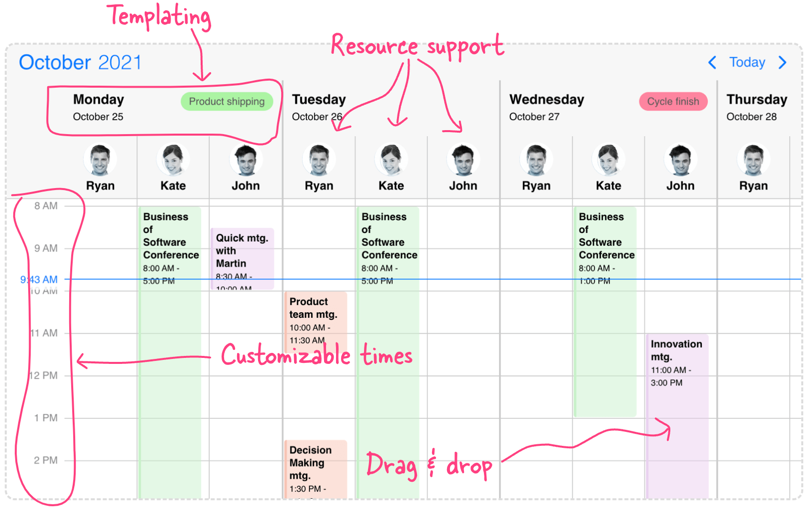 Templating
Resource support
October 2021
Today
Monday
Product shipping
October 25
Tuesday
October 26
Wednesday
Cycle finish
October 27
Thursday
October 28
Ryan
Kate
John
Ryan
Kate
John
Ryan
Kate
John
Ryan
8 AM
9 AM
9:43 AM
10 AM
11 AM
12 PM
1 PM
2 PM
Business
of
Software
Conference
8:00 AM -
5:00 PM
Quick mtg.
with
Martin
8:30 AM -
10:00 AM
Product
team mtg.
10:00 AM -
11:30 AM
Decision
Making
mtg.
1:30 PM -
Business
of
Software
Conference
8:00 AM -
5:00 PM
Business
of
Software
Conference
8:00 AM -
1:00 PM
Innovation
mtg.
11:00 AM -
3:00 PM
Customizable times
Drag & drop